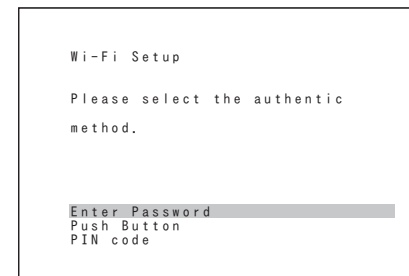 Wi-Fi Setup
Please select the authentic
method.
Enter Password
Push Button
PIN code